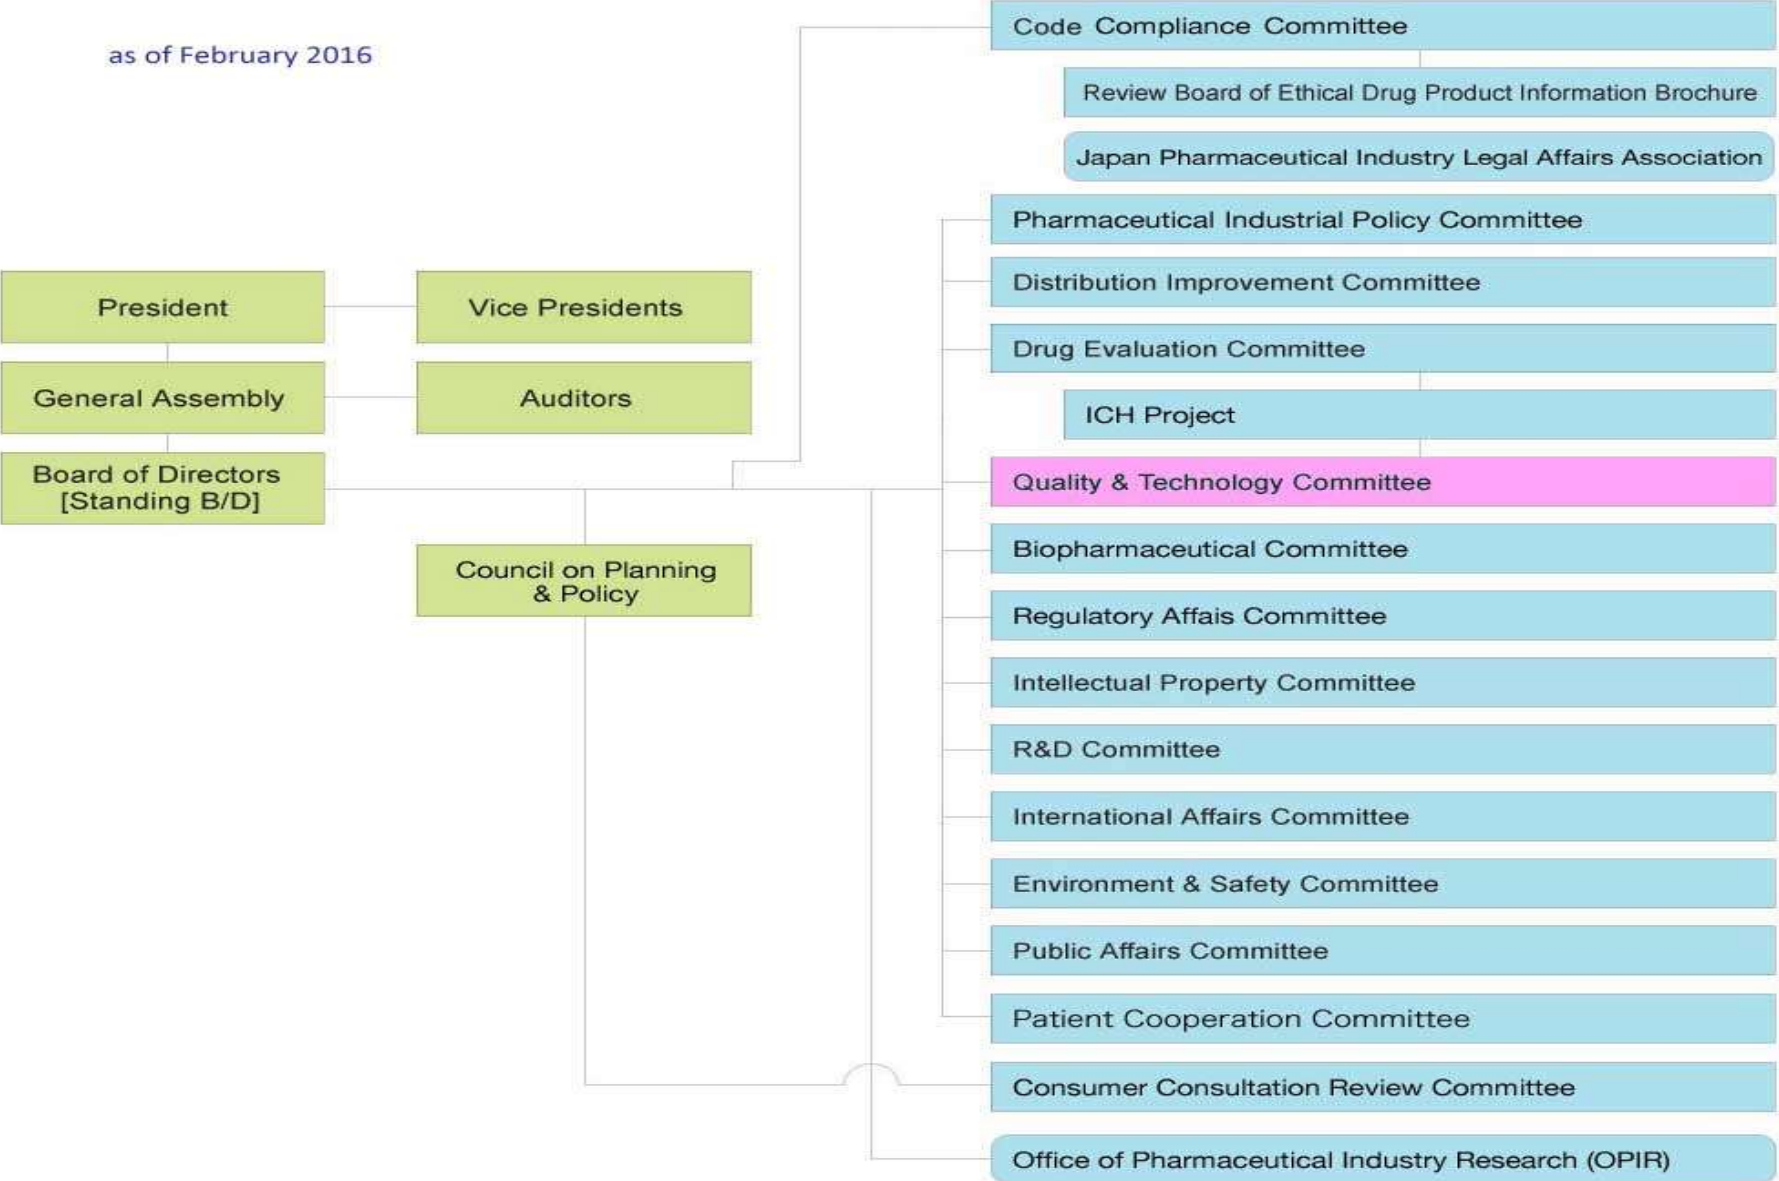 as of February 2016
President
Vice Presidents
General Assembly
Auditors
Board of Directors
[Standing B/D]
Council on Planning
& Policy
Code Compliance Committee
Review Board of Ethical Drug Product Information Brochure
Japan Pharmaceutical Industry Legal Affairs Association
Pharmaceutical Industrial Policy Committee
Distribution Improvement Committee
Drug Evaluation Committee
ICH Project
Quality & Technology Committee
Biopharmaceutical Committee
Regulatory Affais Committee
Intellectual Property Committee
R&D Committee
International Affairs Committee
Environment & Safety Committee
Public Affairs Committee
Patient Cooperation Committee
Consumer Consultation Review Committee
Office of Pharmaceutical Industry Research (OPIR)